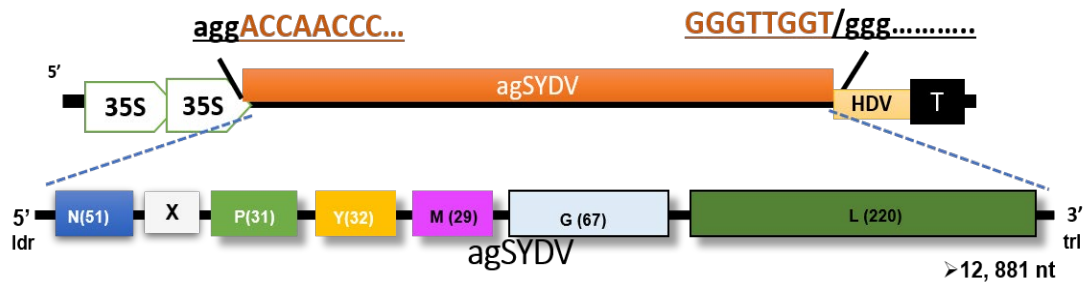 aggACCAACCC... GGGTTGGT/ggg...........
5’ agSYDV
35S 35S HDV T
N(51) X P(31) Y(32) M (29) G (67) L (220)
5’ 3’
ldr agSYDV trl
➢12, 881 nt